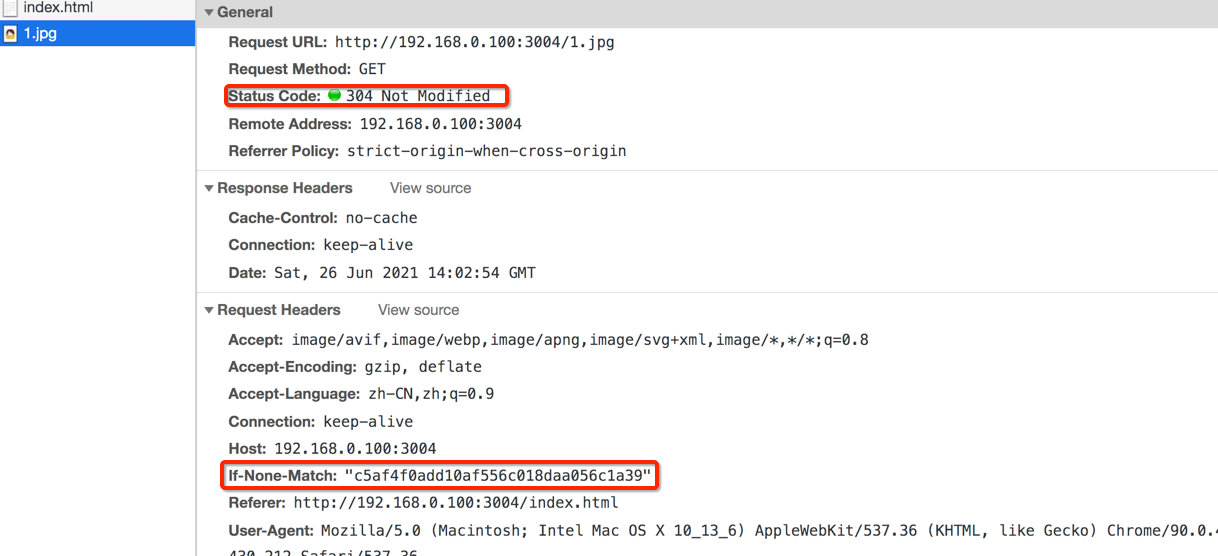 index.html
1.jpg
General
Request URL: http://192.168.0.100:3004/1.jpg
Request Method: GET
Status Code: 304 Not Modified
Remote Address: 192.168.0.100:3004
Referrer Policy: strict-origin-when-cross-origin
Response Headers View source
Cache-Control: no-cache
Connection: keep-alive
Date: Sat, 26 Jun 2021 14:02:54 GMT
Request Headers View source
Accept: image/avif,image/webp,image/apng,image/svg+xml,image/*,*/*;q=0.8
Accept-Encoding: gzip, deflate
Accept-Language: zh-CN,zh;q=0.9
Connection: keep-alive
Host: 192.168.0.100:3004
If-None-Match: "c5af4f0add10af556c018daa056c1a39"
Referer: http://192.168.0.100:3004/index.html
User-Agent: Mozilla/5.0 (Macintosh; Intel Mac OS X 10_13_6) AppleWebKit/537.36 (KHTML, like Gecko) Chrome/90.0.4
430.212 Safari/537.36